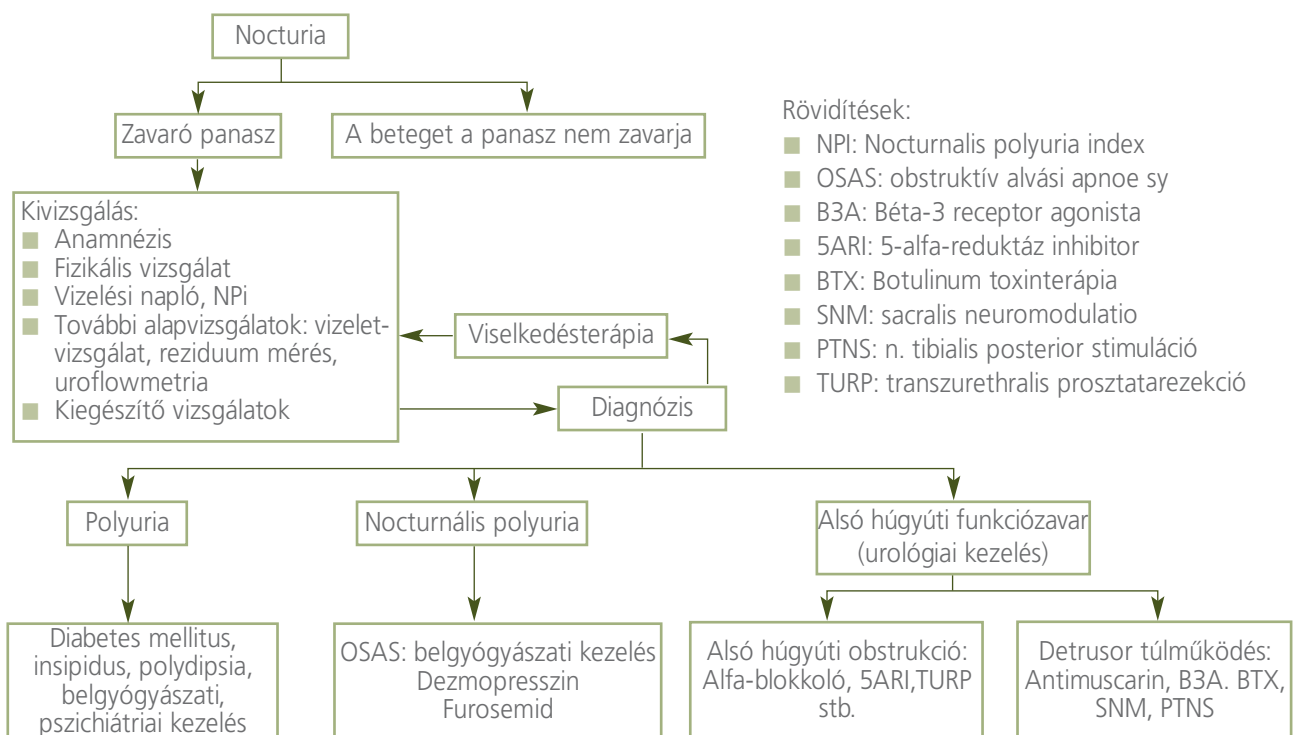 Nocturia
Zavaró panasz
A beteget a panasz nem zavarja
Rövidítések:
NPI: Nocturnalis polyuria index
OSAS: obstruktív alvási apnoe sy
B3A: Béta-3 receptor agonista
5ARI: 5-alfa-reduktáz inhibitor
BTX: Botulinum toxinterápia
SNM: sacralis neuromodulatio
PTNS: n. tibialis posterior stimuláció
TURP: transzurethralis prosztatarezekció
Kivizsgálás:
Anamnézis
Fizikális vizsgálat
Vizelési napló, NPi
További alapvizsgálatok: vizelet-
vizsgálat, reziduum mérés,
uroflowmetria
Kiegészítő vizsgálatok
Viselkedésterápia
Diagnózis
Polyuria
Nocturnális polyuria
Alsó húgyúti funkciózavar
(urológiai kezelés)
Diabetes mellitus,
insipidus, polydipsia,
belgyógyászati,
pszichiátriai kezelés
OSAS: belgyógyászati kezelés
Dezmopresszin
Furosemid
Alsó húgyúti obstrukció:
Alfa-blokkoló, 5ARI,TURP
stb.
Detrusor túlműködés:
Antimuscarin, B3A. BTX,
SNM, PTNS